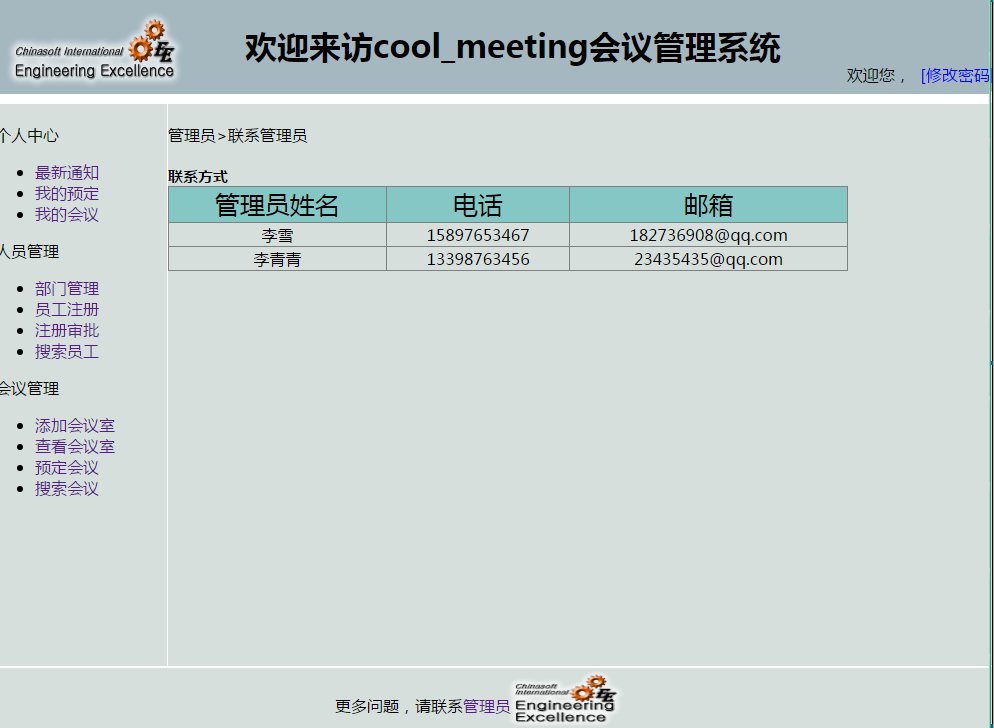 Chinasoft International
Engineering Excellence
EE
欢迎来访cool_meeting会议管理系统
欢迎您， [修改密码
个人中心
最新通知
我的预定
我的会议
人员管理
部门管理
员工注册
注册审批
搜索员工
会议管理
添加会议室
查看会议室
预定会议
搜索会议
管理员>联系管理员
联系方式
管理员姓名 电话 邮箱
李雪 15897653467 182736908@qq.com
李青青 13398763456 23435435@qq.com
更多问题，请联系管理员
Chinasoft International
EE
Engineering
Excellence